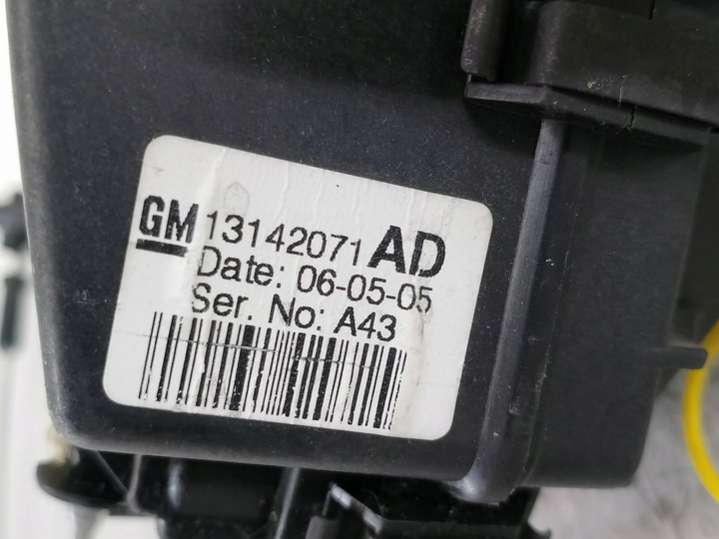 GM 13142071 AD
Date: 06-05-05
Ser. No: A43